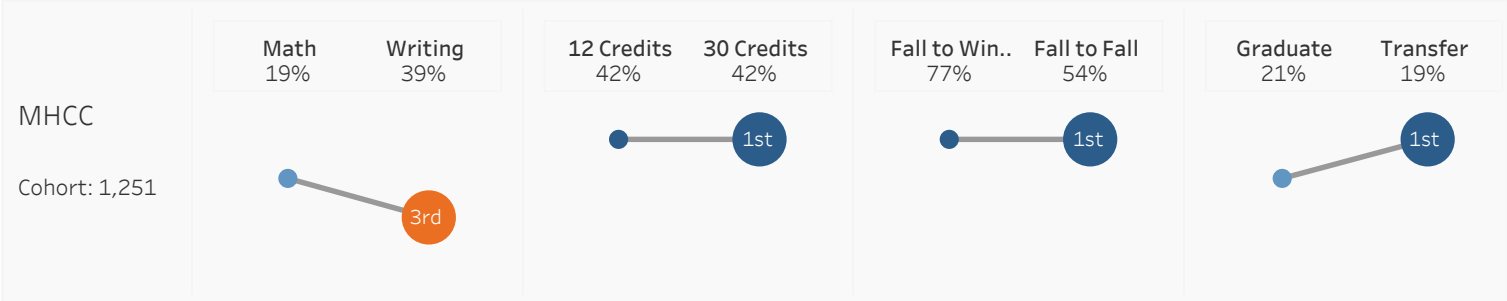 Math Writing
19% 39%
12 Credits 30 Credits
42% 42%
Fall to Win.. Fall to Fall
77% 54%
Graduate Transfer
21% 19%
MHCC
Cohort: 1,251
3rd
1st
1st
1st